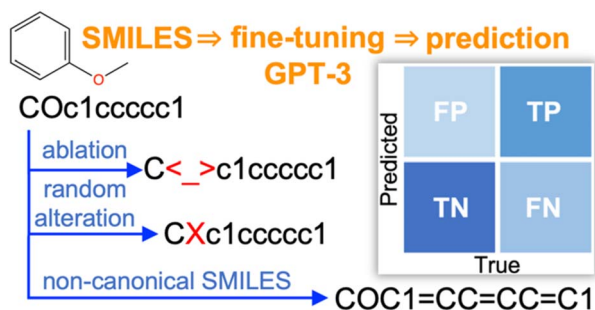 SMILES ⇒ fine-tuning ⇒ prediction
GPT-3
O
COc1ccccc1
ablation
C<_>c1ccccc1
random
alteration
CXc1ccccc1
non-canonical SMILES
COC1=CC=CC=C1
Predicted
FP TP
TN FN
True